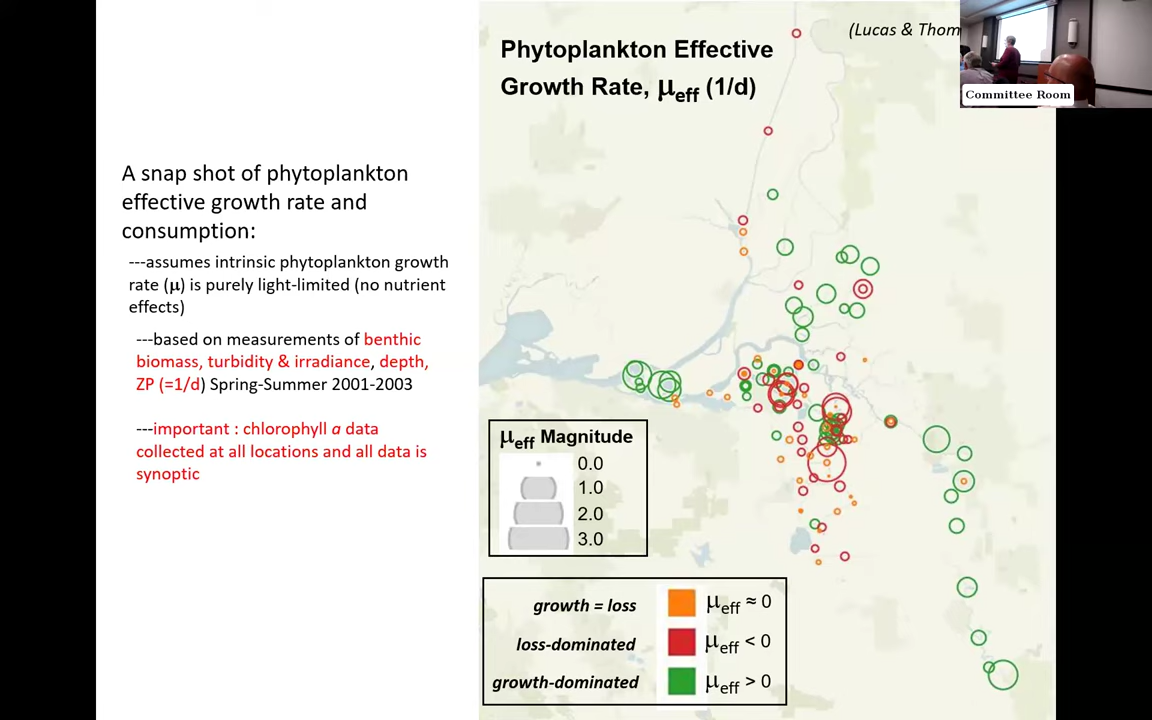 (Lucas & Thom
Committee Room
Phytoplankton Effective
Growth Rate, μeff (1/d)
A snap shot of phytoplankton
effective growth rate and
consumption:
---assumes intrinsic phytoplankton growth
rate (μ) is purely light-limited (no nutrient
effects)
---based on measurements of benthic
biomass, turbidity & irradiance, depth,
ZP (=1/d) Spring-Summer 2001-2003
---important : chlorophyll a data
collected at all locations and all data is
synoptic
μeff Magnitude
0.0
1.0
2.0
3.0
growth = loss μeff ≈ 0
loss-dominated μeff < 0
growth-dominated μeff > 0